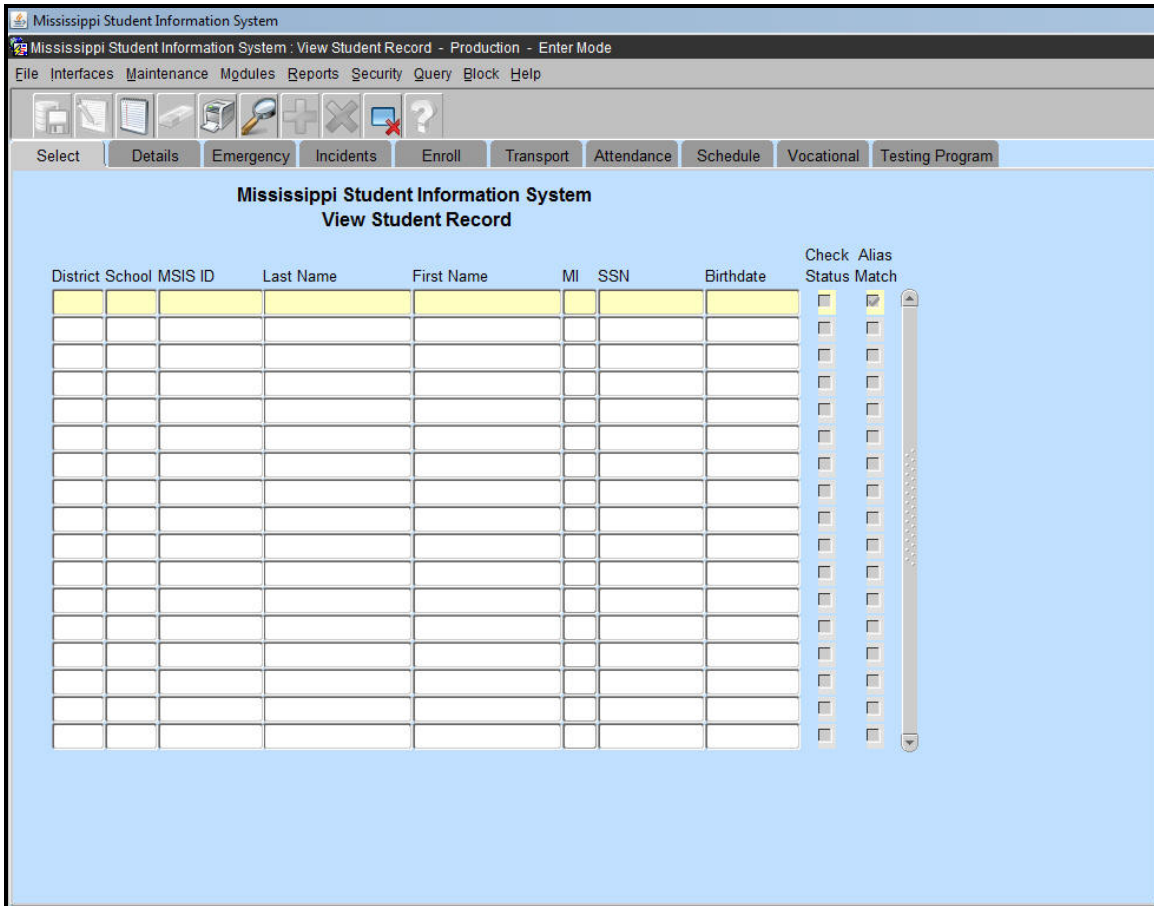 Mississippi Student Information System
Mississippi Student Information System : View Student Record - Production - Enter Mode
File Interfaces Maintenance Modules Reports Security Query Block Help
Select Details Emergency Incidents Enroll Transport Attendance Schedule Vocational Testing Program
Mississippi Student Information System
View Student Record
Check Alias
District School MSIS ID Last Name First Name MI SSN Birthdate Status Match